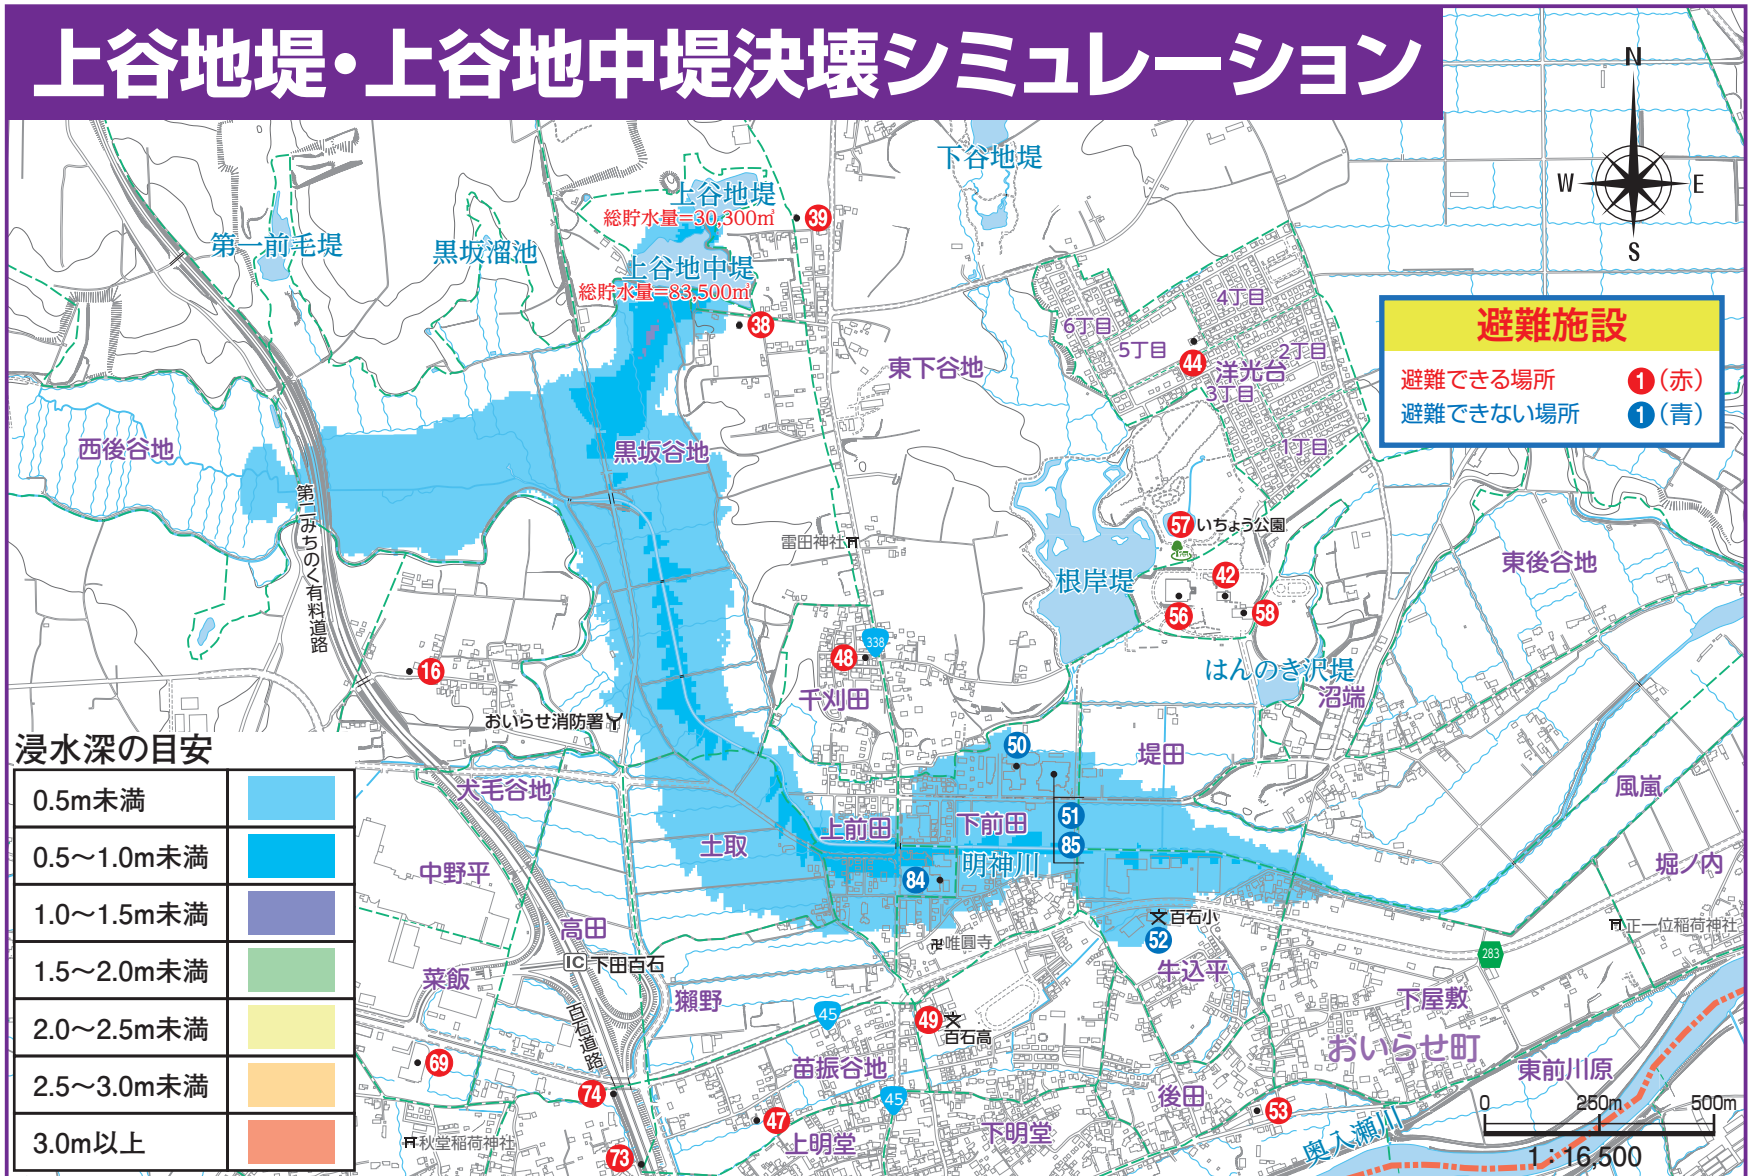 上谷地堤・上谷地中堤決壊シミュレーション
N
W
E
S
下谷地堤
上谷地堤
総貯水量=30,300㎥
39
第一前毛堤
黒坂溜池
上谷地中堤
総貯水量=83,500㎥
38
避難施設
避難できる場所
1（赤）
避難できない場所
1（青）
4丁目
6丁目
5丁目
2丁目
44
洋光台
3丁目
1丁目
東下谷地
西後谷地
黒坂谷地
第二みちのく有料道路
雷田神社
57
いちょう公園
根岸堤
42
56
58
東後谷地
338
48
千刈田
はんのき沢堤
沼端
16
おいらせ消防署
50
堤田
風嵐
浸水深の目安
0.5m未満
0.5～1.0m未満
1.0～1.5m未満
1.5～2.0m未満
2.0～2.5m未満
2.5～3.0m未満
3.0m以上
犬毛谷地
土取
上前田
下前田
51
85
明神川
84
堀ノ内
中野平
高田
百石小
52
唯圓寺
正一位稲荷神社
283
IC
下田百石
牛込平
菜飯
獺野
下屋敷
百石道路
45
49
百石高
おいらせ町
69
苗振谷地
東前川原
74
45
後田
53
47
上明堂
下明堂
秋堂稲荷神社
73
奥入瀬川
0
250m
500m
1：16,500